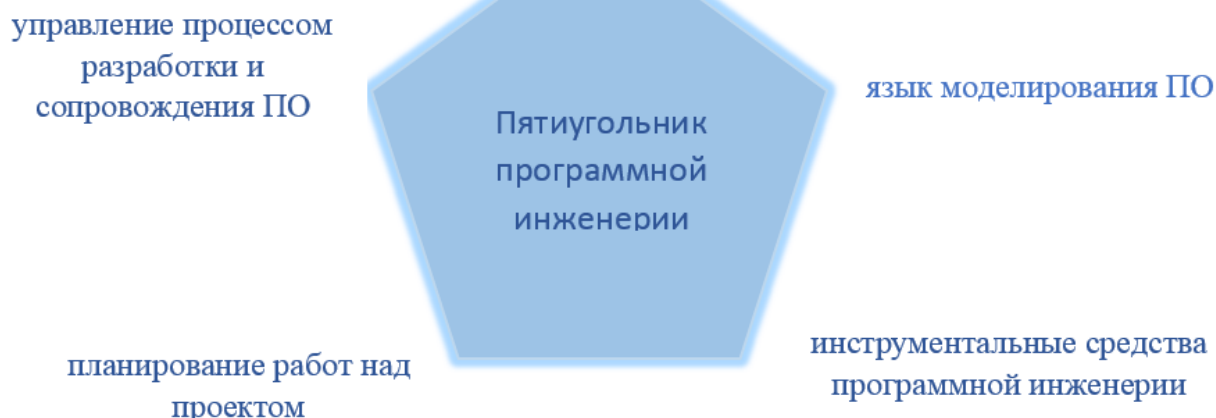 управление процессом
разработки и
сопровождения ПО
язык моделирования ПО
Пятиугольник
программной
инженерии
планирование работ над
проектом
инструментальные средства
программной инженерии